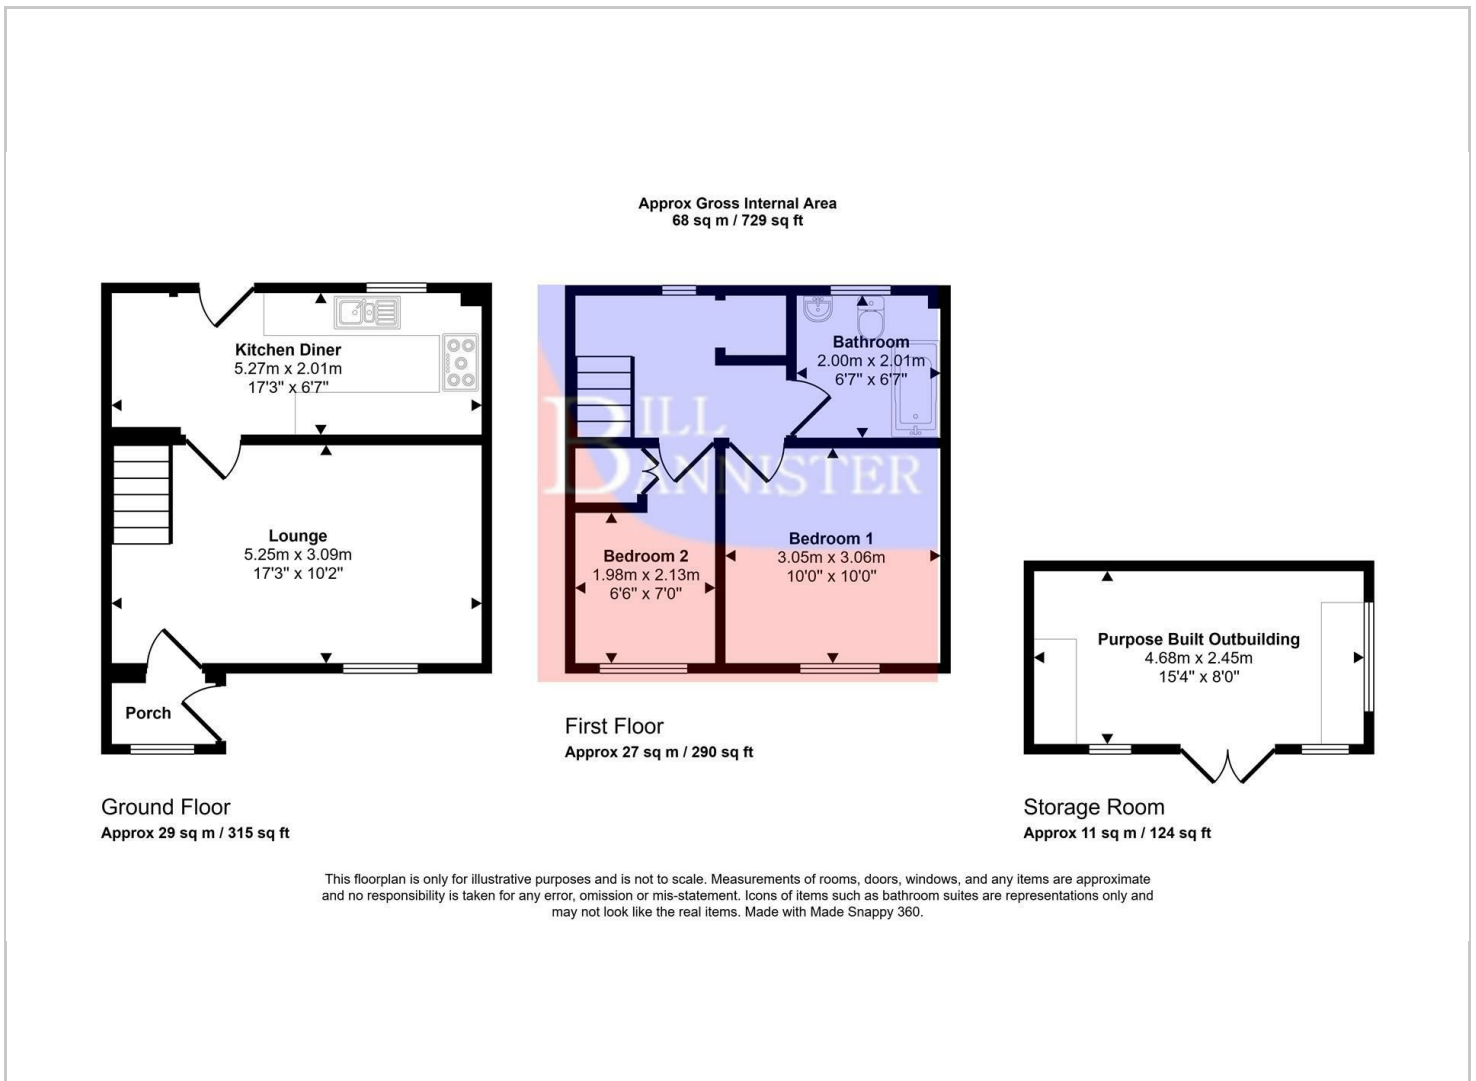 Approx Gross Internal Area
68 sq m / 729 sq ft
Kitchen Diner
5.27m x 2.01m
17'3" x 6'7"
Lounge
5.25m x 3.09m
17'3" x 10'2"
Porch
Ground Floor
Approx 29 sq m / 315 sq ft
Bathroom
2.00m x 2.01m
6'7" x 6'7"
BILL
BANNISTER
Bedroom 2
1.98m x 2.13m
6'6" x 7'0"
Bedroom 1
3.05m x 3.06m
10'0" x 10'0"
First Floor
Approx 27 sq m / 290 sq ft
Purpose Built Outbuilding
4.68m x 2.45m
15'4" x 8'0"
Storage Room
Approx 11 sq m / 124 sq ft
This floorplan is only for illustrative purposes and is not to scale. Measurements of rooms, doors, windows, and any items are approximate
and no responsibility is taken for any error, omission or mis-statement. Icons of items such as bathroom suites are representations only and
may not look like the real items. Made with Made Snappy 360.